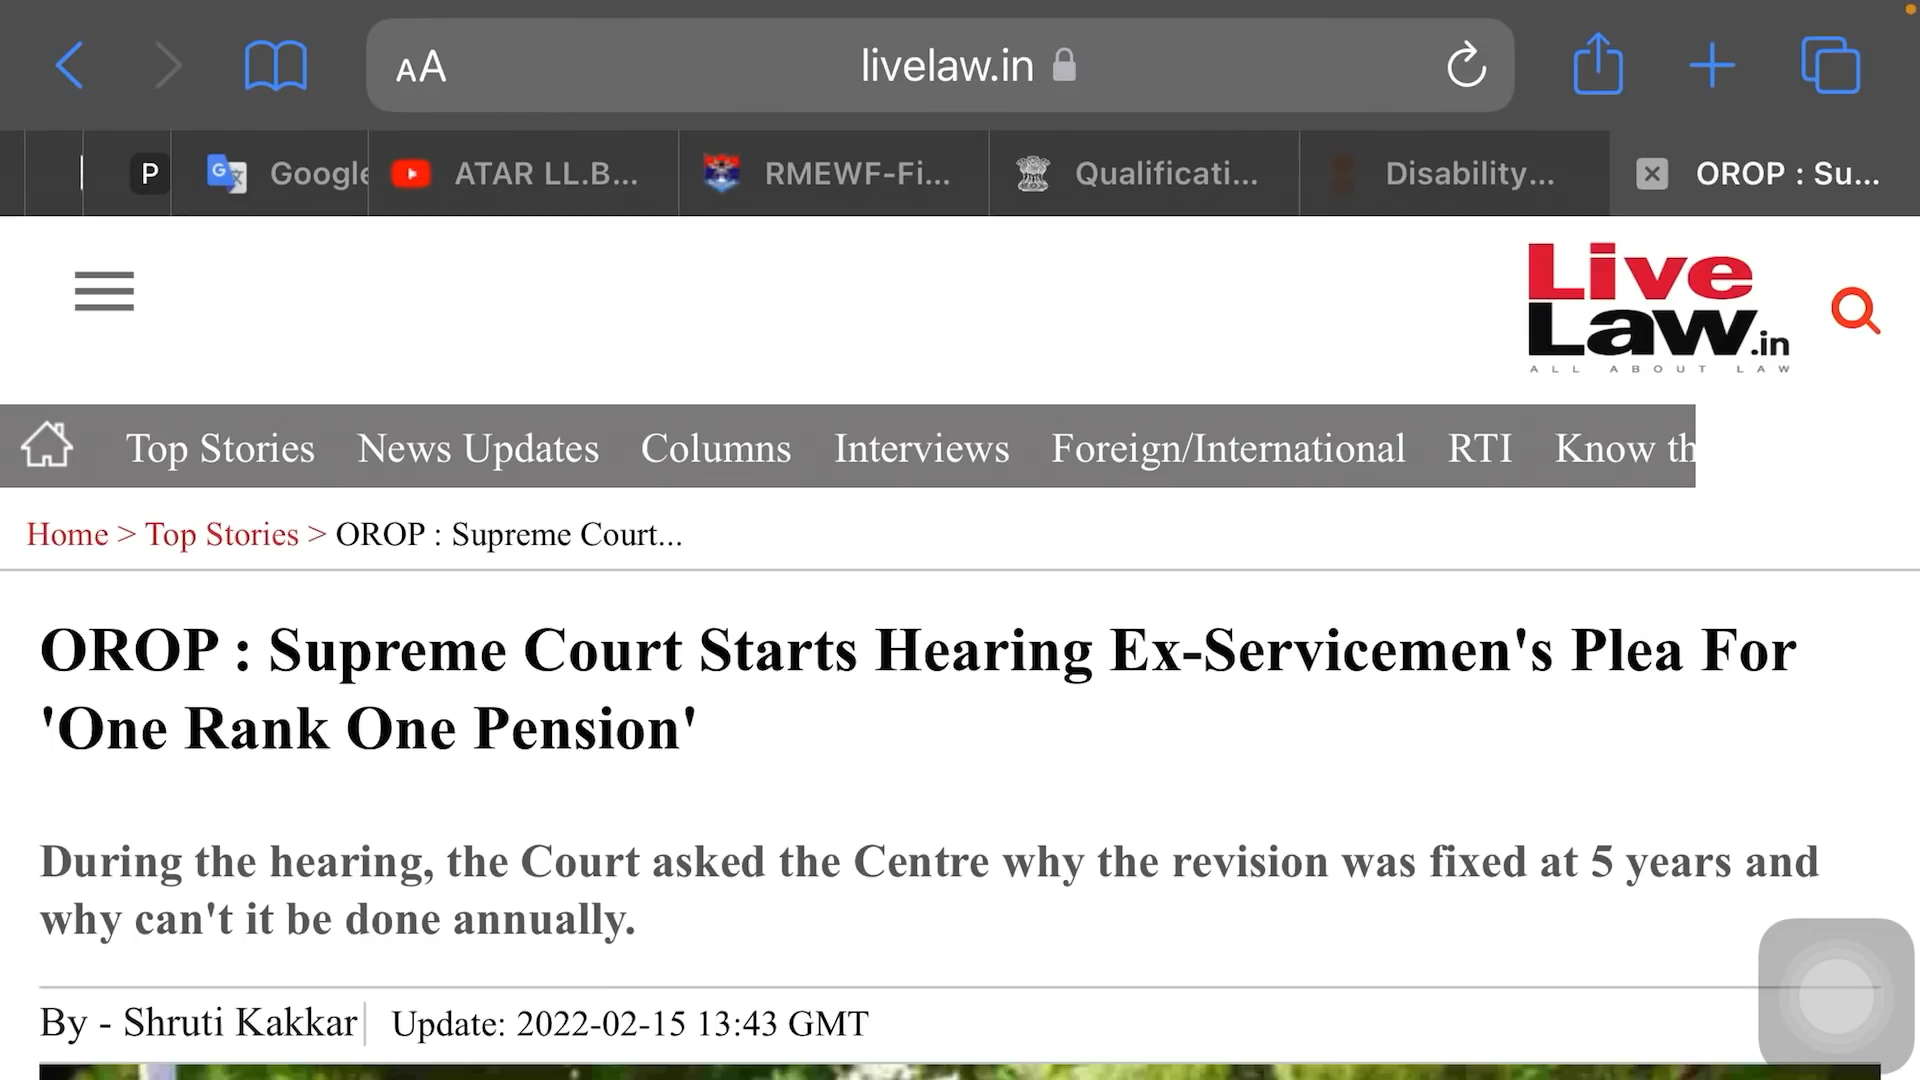 AA livelaw.in
P Google ATAR LL.B... RMEWF-Fi... Qualificati... Disability... OROP : Su...
Live
Law.in
ALL ABOUT LAW
Top Stories News Updates Columns Interviews Foreign/International RTI Know th
Home > Top Stories > OROP : Supreme Court...
OROP : Supreme Court Starts Hearing Ex-Servicemen's Plea For
'One Rank One Pension'
During the hearing, the Court asked the Centre why the revision was fixed at 5 years and
why can't it be done annually.
By - Shruti Kakkar Update: 2022-02-15 13:43 GMT